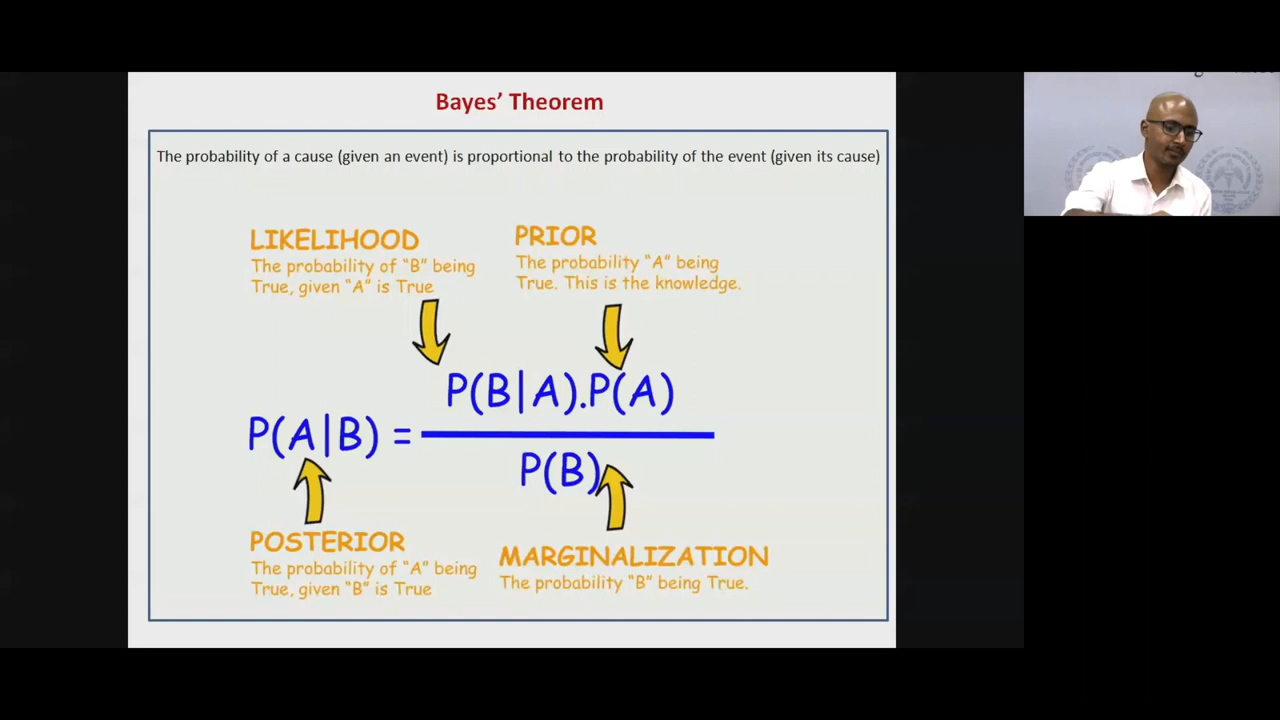 Bayes' Theorem
The probability of a cause (given an event) is proportional to the probability of the event (given its cause)
LIKELIHOOD
The probability of "B" being
True, given "A" is True
PRIOR
The probability "A" being
True. This is the knowledge.
P(B|A).P(A)
P(A|B) =
P(B)
POSTERIOR
The probability of "A" being
True, given "B" is True
MARGINALIZATION
The probability "B" being True.